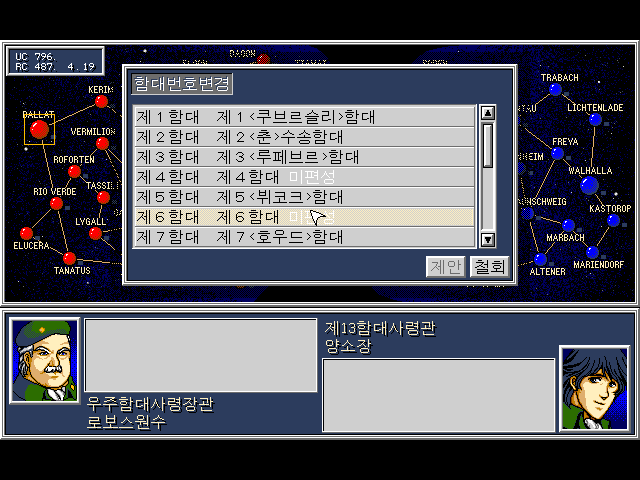 UC 796.
RC 487. 4.19
DAGON
KERIM
BALLAT
VERMILION
ROFORTEN
RIO VERDE
LYGALL
ELUCERA
TANATUS
TRABACH
LICHTENLADE
FREYA
WALHALLA
KASTOROP
MARBACH
ALTENER
MARIENDORF
함대번호변경
제１함대 제１<쿠브르슬리>함대
제２함대 제２<춘>수송함대
제３함대 제３<루페브르>함대
제４함대 제４함대 미편성
제５함대 제５<뷔코크>함대
제６함대 제６함대
제７함대 제７<호우드>함대
제안 철회
제13함대사령관
양소장
우주함대사령장관
로보스원수